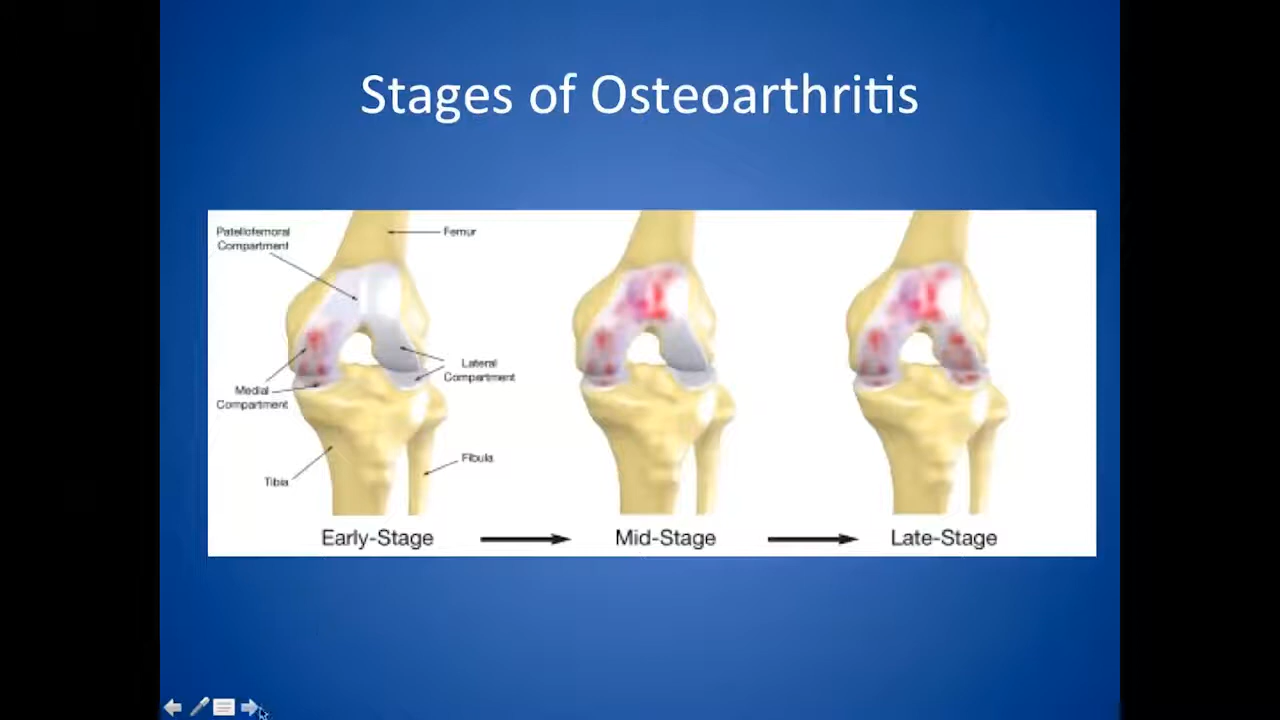 Stages of Osteoarthritis
Patellofemoral
Compartment
Femur
Lateral
Compartment
Medial
Compartment
Fibula
Tibia
Early-Stage
Mid-Stage
Late-Stage